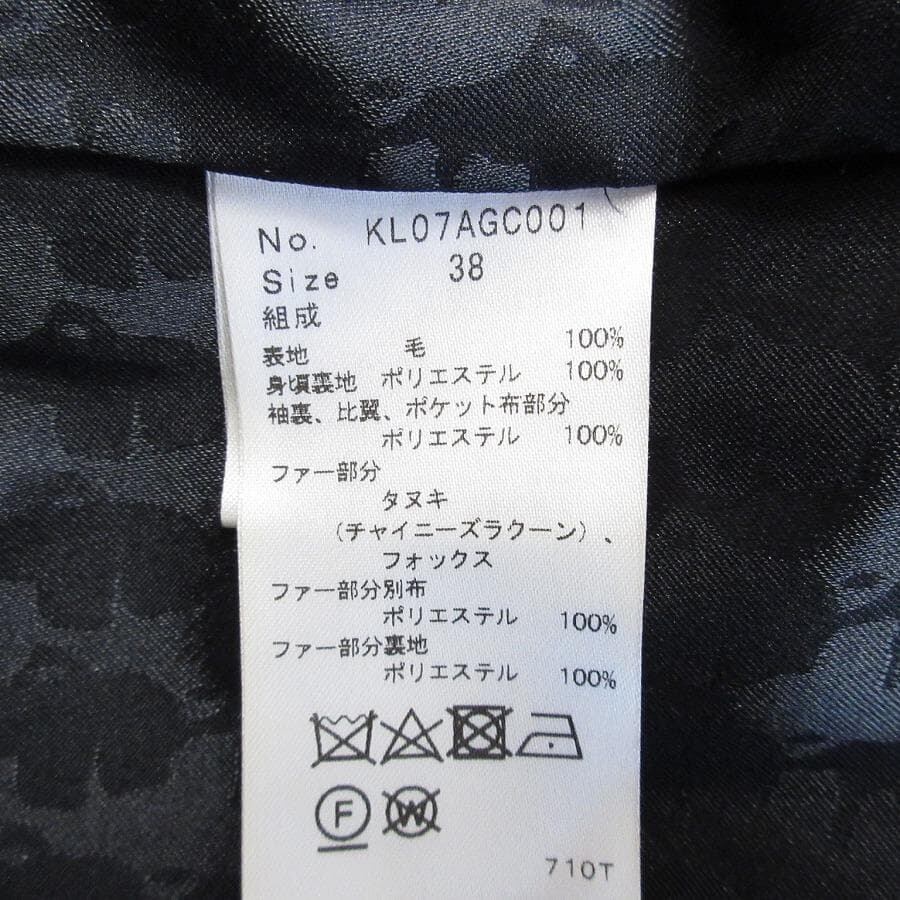 No. KL07AGC001
Size 38
組成
表地 毛 100%
身頃裏地 ポリエステル 100%
袖裏、比翼、ポケット布部分
ポリエステル 100%
ファー部分
タヌキ
(チャイニーズラクーン)、
フォックス
ファー部分別布
ポリエステル 100%
ファー部分裏地
ポリエステル 100%
F W
710T